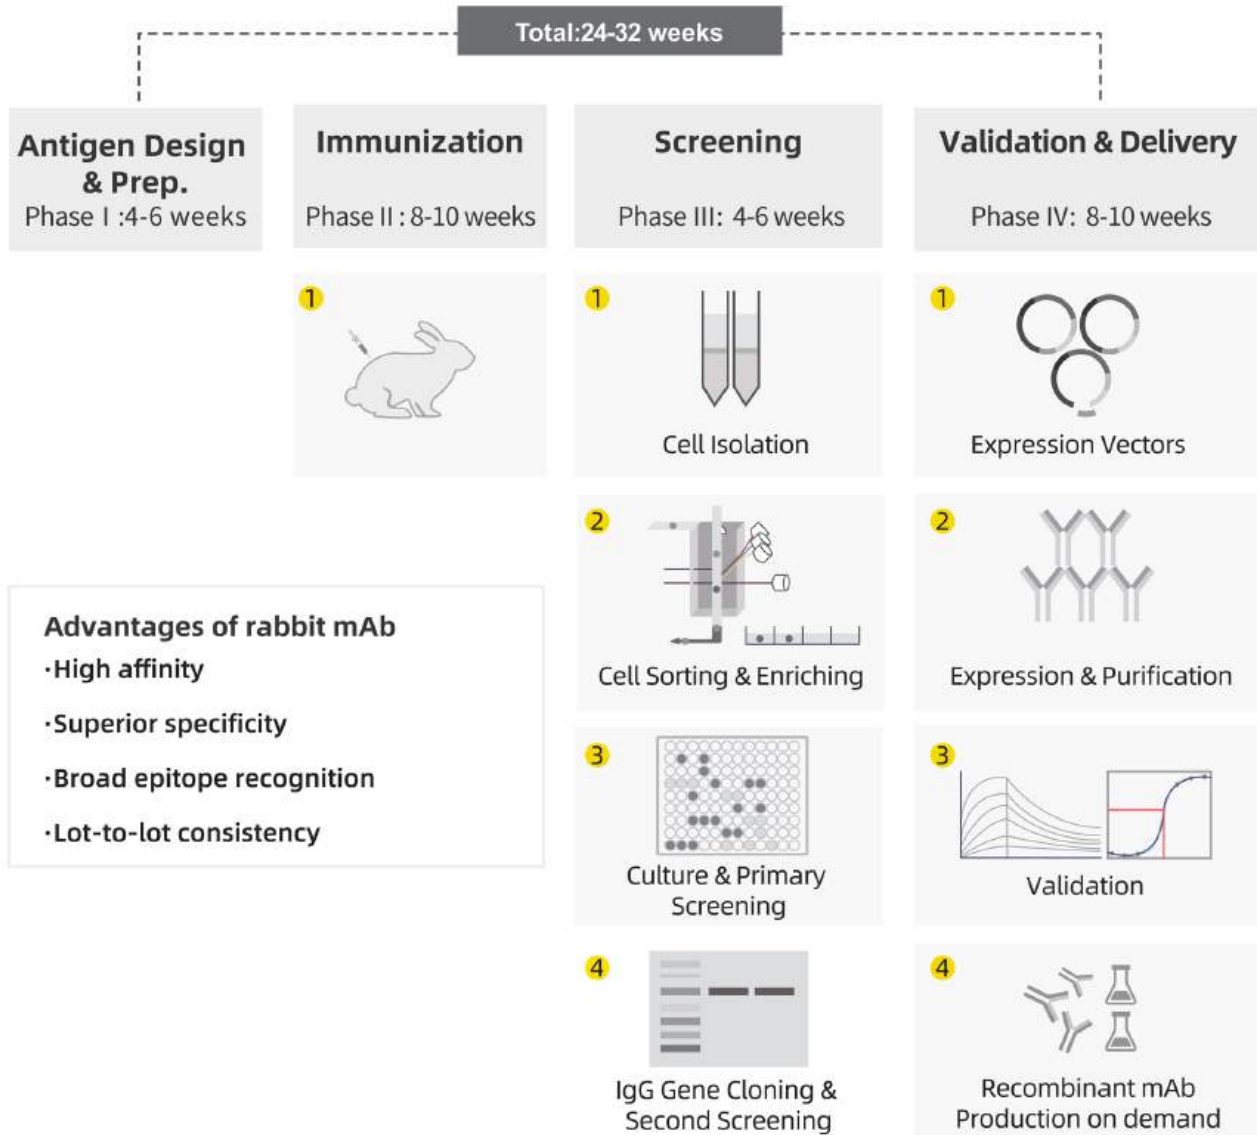 Total:24-32 weeks
Antigen Design
& Prep.
Phase I :4-6 weeks
Immunization
Phase II : 8-10 weeks
Screening
Phase III: 4-6 weeks
Validation & Delivery
Phase IV: 8-10 weeks
1
1
Cell Isolation
1
Expression Vectors
2
Cell Sorting & Enriching
2
Expression & Purification
Advantages of rabbit mAb
·High affinity
·Superior specificity
·Broad epitope recognition
·Lot-to-lot consistency
3
Culture & Primary
Screening
3
Validation
4
IgG Gene Cloning &
Second Screening
4
Recombinant mAb
Production on demand